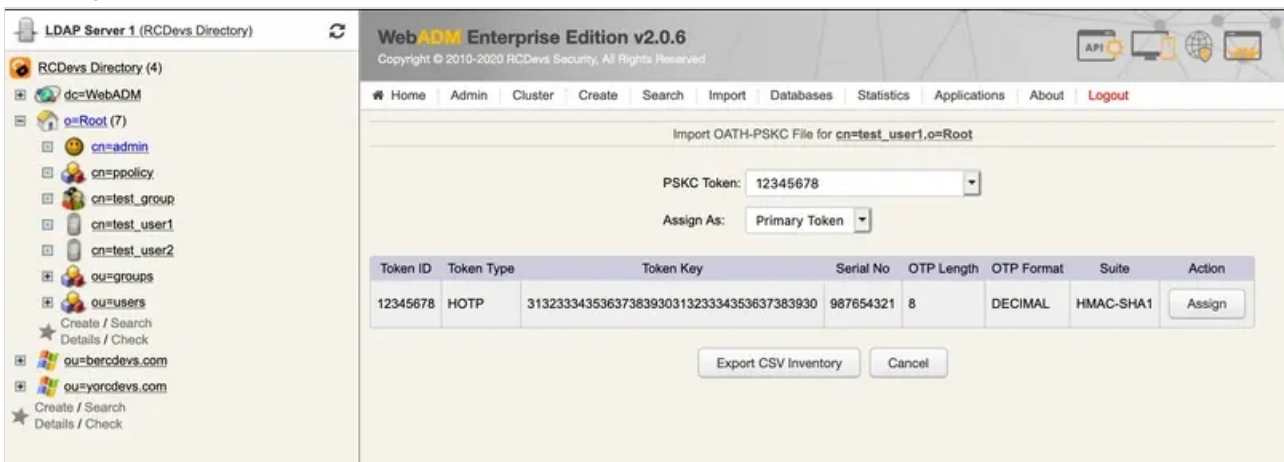 LDAP Server 1 (RCDevs Directory)
RCDevs Directory (4)
dc=WebADM
o=Root (7)
cn=admin
cn=ppolicy
cn=test_group
cn=test_user1
cn=test_user2
ou=groups
ou=users
Create / Search
Details / Check
ou=bercdevs.com
ou=yorcdevs.com
Create / Search
Details / Check
WebADM Enterprise Edition v2.0.6
Copyright © 2010-2020 RCDevs Security, All Rights Reserved
API
Home Admin Cluster Create Search Import Databases Statistics Applications About Logout
Import OATH-PSKC File for cn=test_user1,o=Root
PSKC Token: 12345678
Assign As: Primary Token
Token ID Token Type Token Key Serial No OTP Length OTP Format Suite Action
12345678 HOTP 3132333435363738393031323334353637383930 987654321 8 DECIMAL HMAC-SHA1 Assign
Export CSV Inventory Cancel